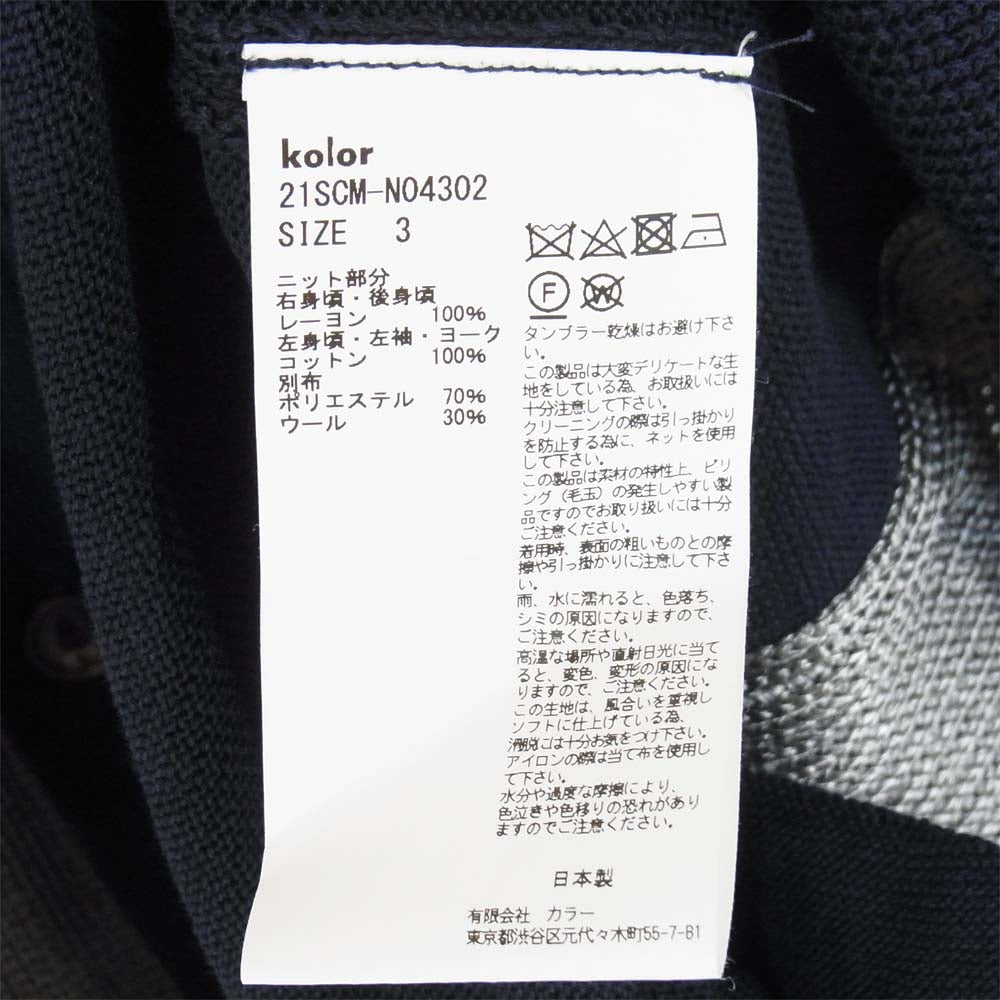 kolor
21SCM-N04302
SIZE 3
ニット部分
右身頃・後身頃
レーヨン 100%
左身頃・左袖・ヨーク
コットン 100%
別布
ポリエステル 70%
ウール 30%
F
W
タンブラー乾燥はお避け下さ
い。
この製品は大変デリケートな生
地をしている為、お取扱いには
十分注意して下さい。
クリーニングの際は引っ掛かり
を防止する為に、ネットを使用
して下さい。
この製品は素材の特性上、ピリ
ング(毛玉)の発生しやすい製
品ですのでお取り扱いには十分
ご注意ください。
着用時、表面の粗いものとの摩
擦や引っ掛かりに注意して下さ
い。
雨、水に濡れると、色落ち、
シミの原因になりますので、
ご注意ください。
高温な場所や直射日光に当て
ると、変色、変形の原因にな
りますので、ご注意ください。
この生地は、風合いを重視し
ソフトに仕上げている為、
滑脱には十分お気をつけ下さい。
アイロンの際は当て布を使用し
て下さい。
水分や過度な摩擦により、
色泣きや色移りの恐れがあり
ますのでご注意ください。
日本製
有限会社 カラー
東京都渋谷区元代々木町55-7-B1